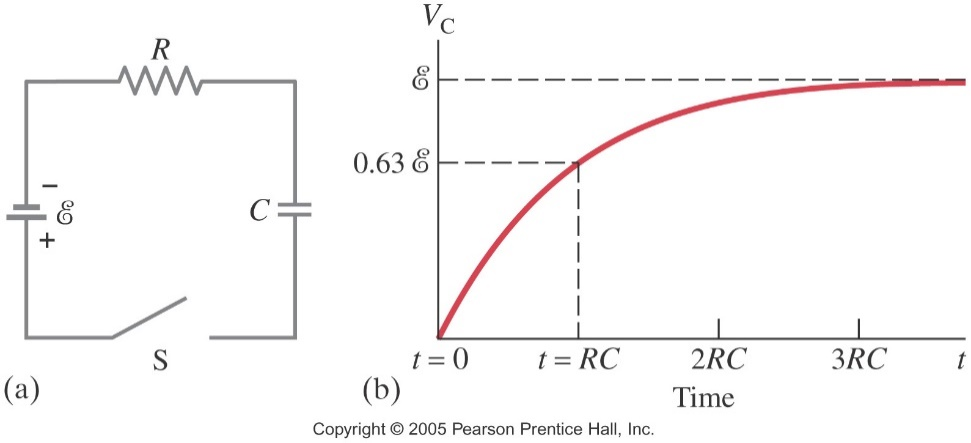 R
−
ℰ
+
C
S
(a)
V_C
ℰ
0.63 ℰ
t = 0
t = RC
2RC
3RC
t
Time
(b)
Copyright © 2005 Pearson Prentice Hall, Inc.